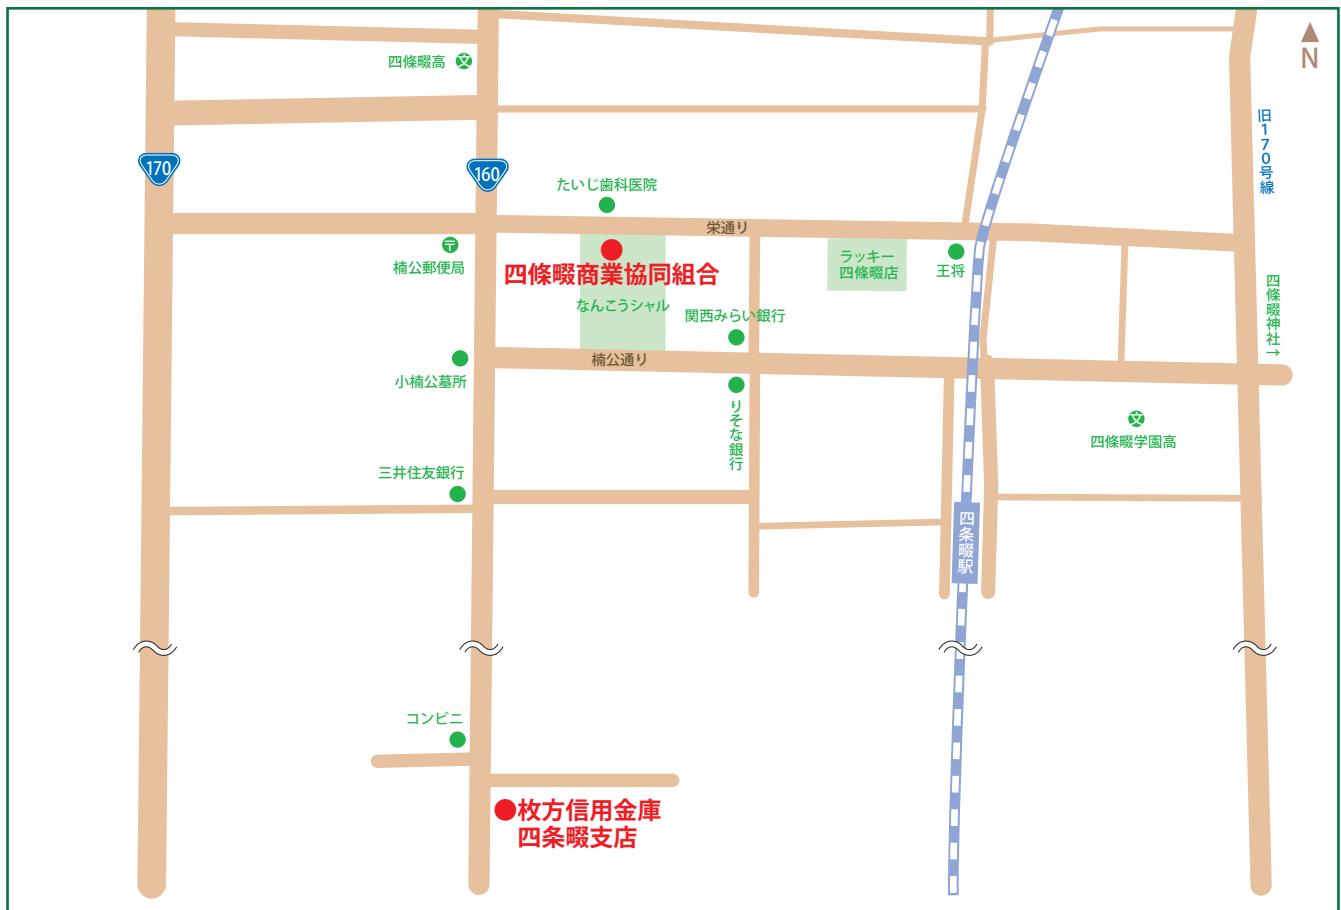 N
四條畷高
文
旧170号線
170
160
たいじ歯科医院
栄通り
〒
楠公郵便局
四條畷商業協同組合
なんこうシャル
ラッキー
四條畷店
王将
関西みらい銀行
四條畷神社→
楠公通り
小楠公墓所
りそな銀行
文
四條畷学園高
三井住友銀行
四条畷駅
コンビニ
枚方信用金庫
四条畷支店